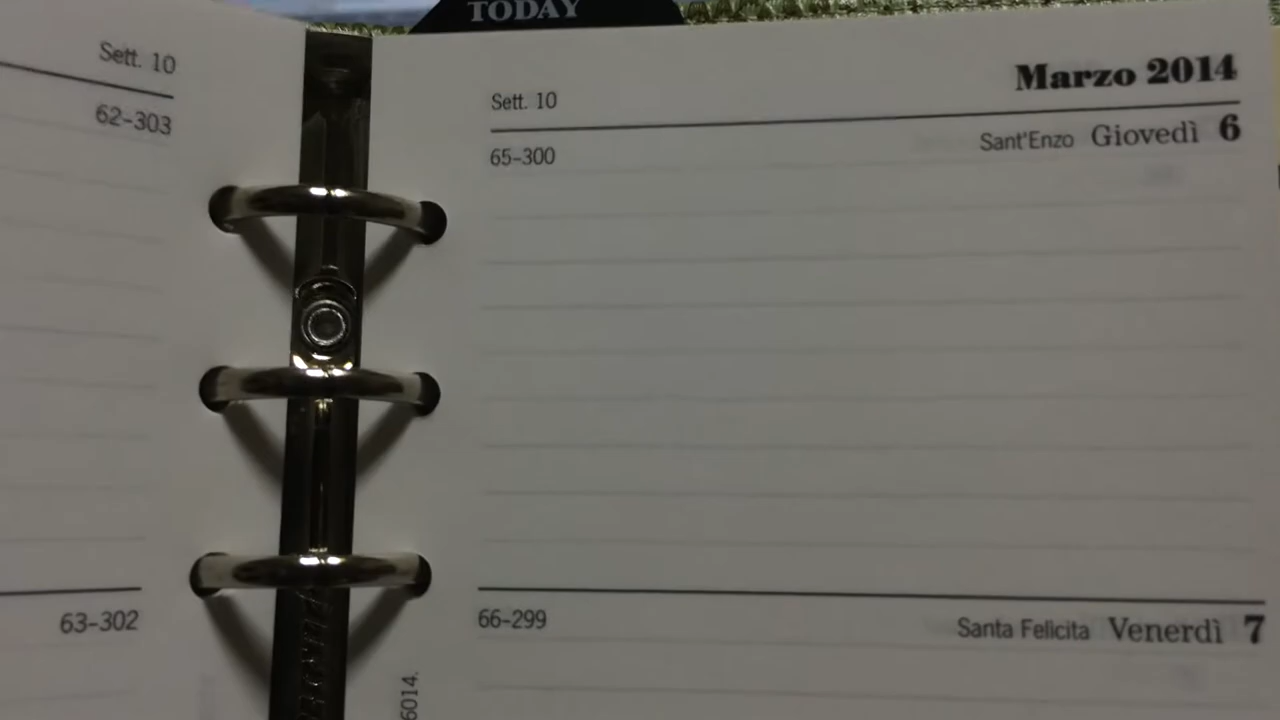 TODAY
Sett. 10
62-303
63-302
Sett. 10
Marzo 2014
65-300
Sant'Enzo Giovedì 6
66-299
Santa Felicita Venerdì 7
6014.